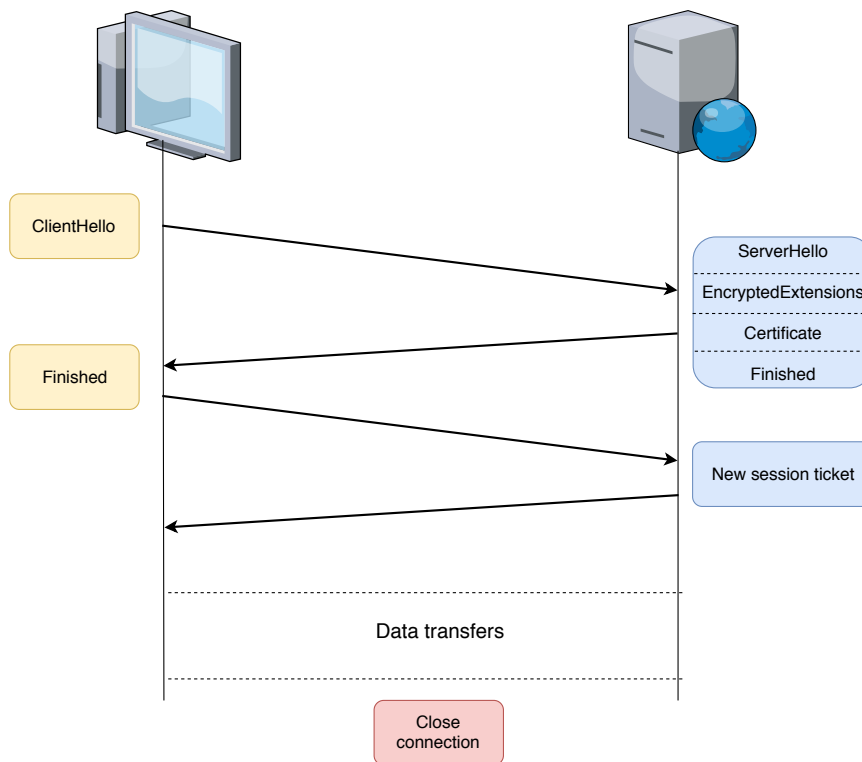 ClientHello
ServerHello
EncryptedExtensions
Certificate
Finished
Finished
New session ticket
Data transfers
Close
connection